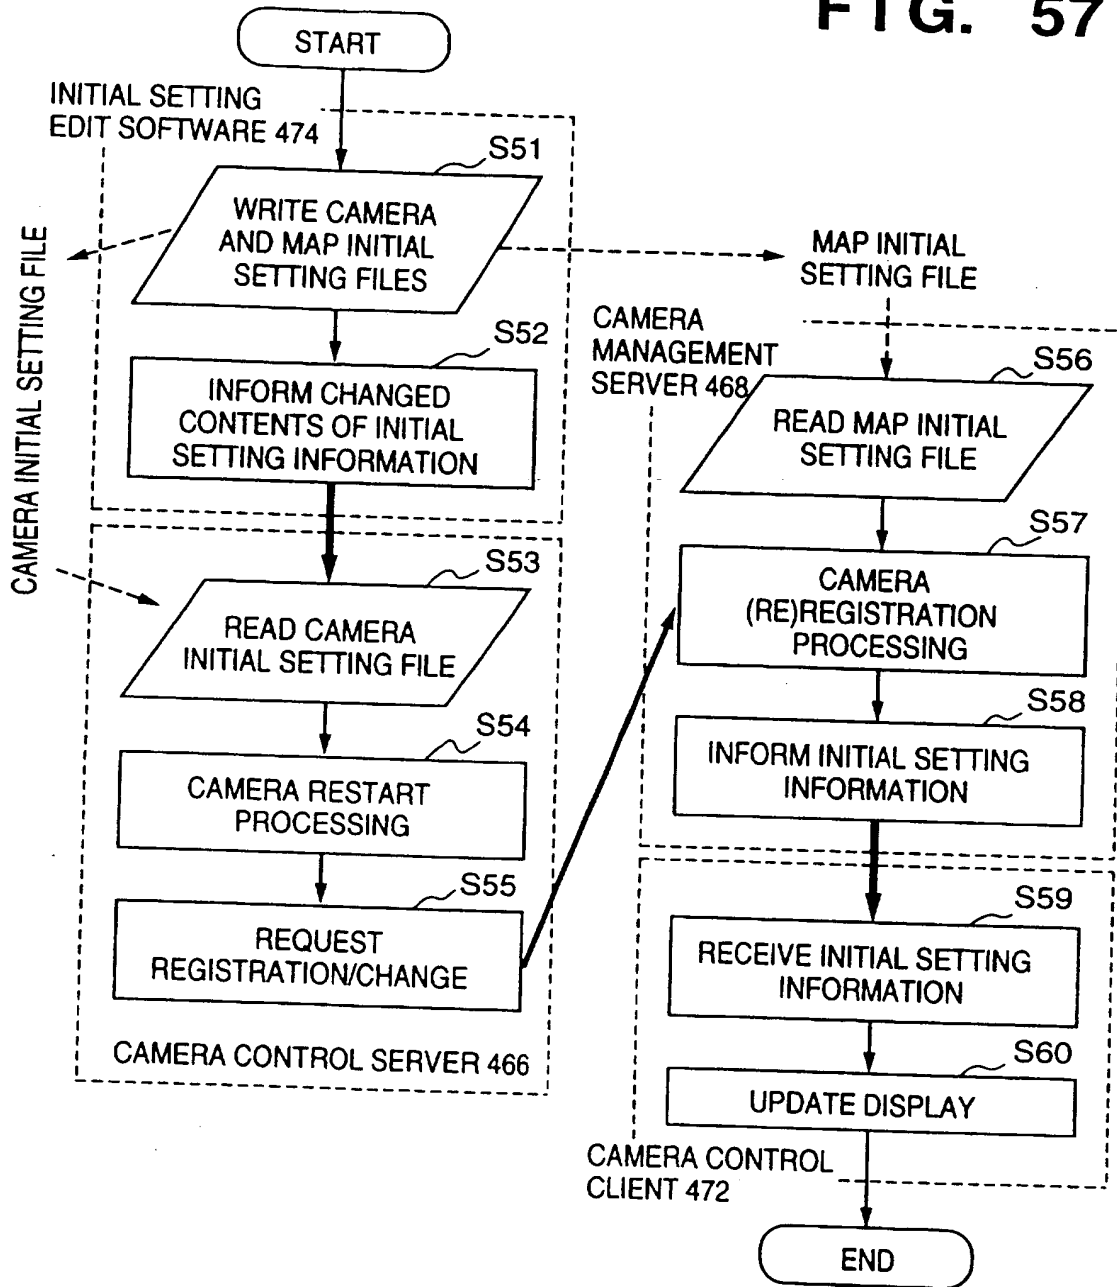 FIG. 57
START
INITIAL SETTING
EDIT SOFTWARE 474
S51
WRITE CAMERA
AND MAP INITIAL
SETTING FILES
CAMERA INITIAL SETTING FILE
S52
INFORM CHANGED
CONTENTS OF INITIAL
SETTING INFORMATION
S53
READ CAMERA
INITIAL SETTING FILE
S54
CAMERA RESTART
PROCESSING
S55
REQUEST
REGISTRATION/CHANGE
CAMERA CONTROL SERVER 466
MAP INITIAL
SETTING FILE
CAMERA
MANAGEMENT
SERVER 468
S56
READ MAP INITIAL
SETTING FILE
S57
CAMERA
(RE)REGISTRATION
PROCESSING
S58
INFORM INITIAL SETTING
INFORMATION
S59
RECEIVE INITIAL SETTING
INFORMATION
S60
UPDATE DISPLAY
CAMERA CONTROL
CLIENT 472
END